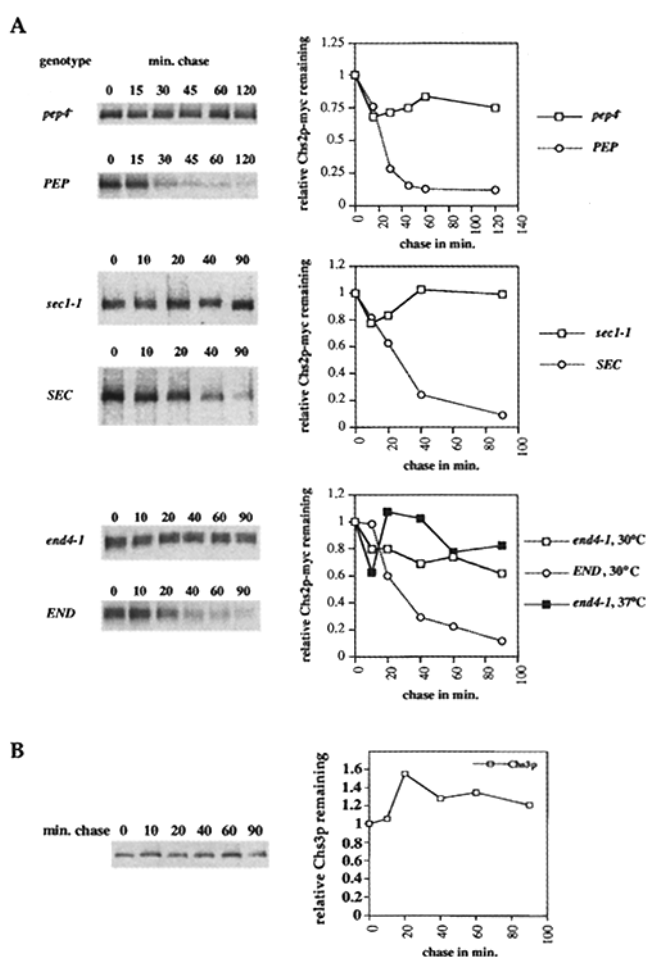 A
genotype min. chase
0 15 30 45 60 120
pep4-
0 15 30 45 60 120
PEP
relative Chs2p-myc remaining
1.25
1
0.75
0.5
0.25
0
0 20 40 60 80 100 120 140
chase in min.
pep4-
PEP
0 10 20 40 90
sec1-1
0 10 20 40 90
SEC
relative Chs2p-myc remaining
1.2
1
0.8
0.6
0.4
0.2
0
0 20 40 60 80 100
chase in min.
sec1-1
SEC
0 10 20 40 60 90
end4-1
0 10 20 40 60 90
END
relative Chs2p-myc remaining
1.2
1
0.8
0.6
0.4
0.2
0
0 20 40 60 80 100
chase in min.
end4-1, 30°C
END, 30°C
end4-1, 37°C
B
min. chase 0 10 20 40 60 90
relative Chs3p remaining
1.6
1.4
1.2
1
0.8
0.6
0.4
0.2
0
0 20 40 60 80 100
chase in min.
Chs3p